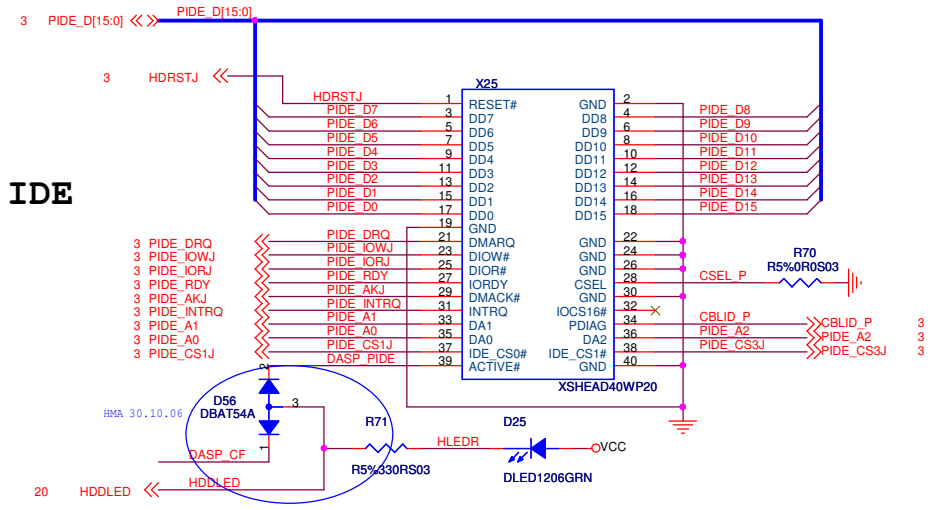 3 PIDE_D[15:0] PIDE_D[15:0]
3 HDRSTJ
X25
HDRSTJ 1 RESET# GND 2
PIDE_D7 3 DD7 DD8 4 PIDE_D8
PIDE_D6 5 DD6 DD9 6 PIDE_D9
PIDE_D5 7 DD5 DD10 8 PIDE_D10
PIDE_D4 9 DD4 DD11 10 PIDE_D11
PIDE_D3 11 DD3 DD12 12 PIDE_D12
PIDE_D2 13 DD2 DD13 14 PIDE_D13
PIDE_D1 15 DD1 DD14 16 PIDE_D14
PIDE_D0 17 DD0 DD15 18 PIDE_D15
IDE
19 GND
3 PIDE_DRQ PIDE_DRQ 21 DMARQ GND 22
3 PIDE_IOWJ PIDE_IOWJ 23 DIOW# GND 24
3 PIDE_IORJ PIDE_IORJ 25 DIOR# GND 26
3 PIDE_RDY PIDE_RDY 27 IORDY CSEL 28 CSEL_P R70 R5%0R0S03
3 PIDE_AKJ PIDE_AKJ 29 DMACK# GND 30
3 PIDE_INTRQ PIDE_INTRQ 31 INTRQ IOCS16# 32
3 PIDE_A1 PIDE_A1 33 DA1 PDIAG 34 CBLID_P CBLID_P 3
3 PIDE_A0 PIDE_A0 35 DA0 DA2 36 PIDE_A2 PIDE_A2 3
3 PIDE_CS1J PIDE_CS1J 37 IDE_CS0# IDE_CS1# 38 PIDE_CS3J PIDE_CS3J 3
DASP_PIDE 39 ACTIVE# GND 40
XSHEAD40WP20
2
D56 3
HMA 30.10.06 DBAT54A
1
R71 D25
HLEDR VCC
DASP_CF
R5%330RS03 DLED1206GRN
20 HDDLED HDDLED